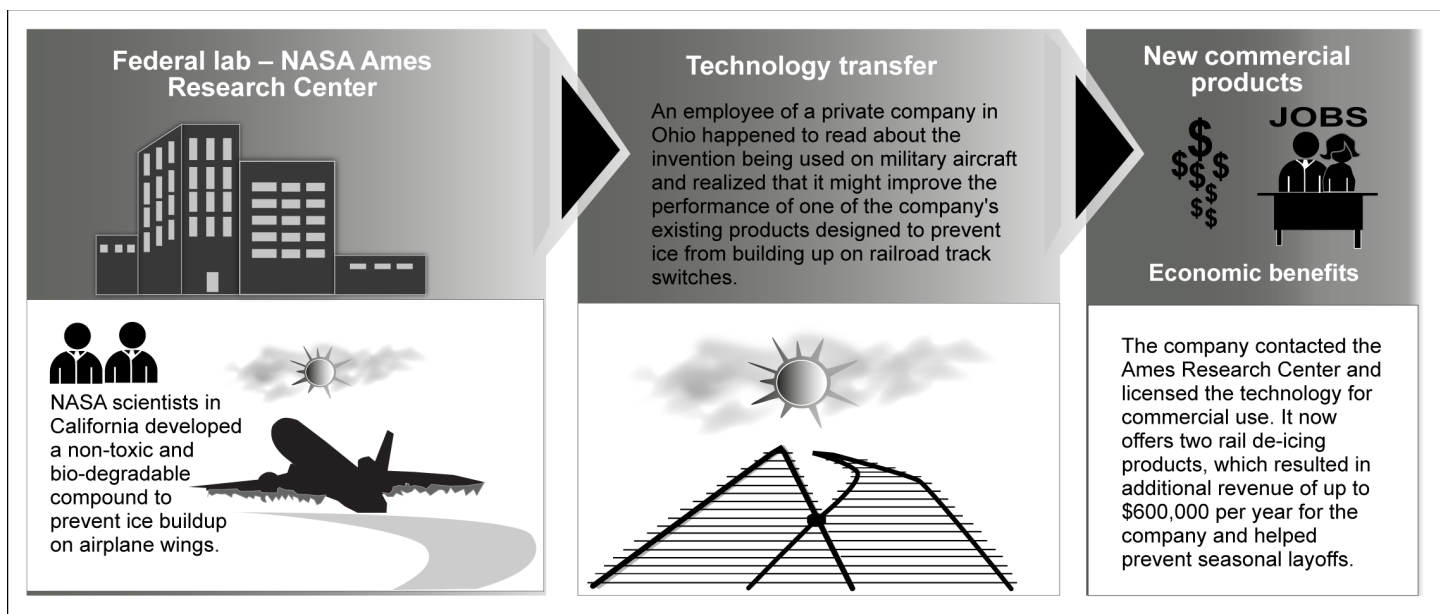 Federal lab – NASA Ames
Research Center
NASA scientists in
California developed
a non-toxic and
bio-degradable
compound to
prevent ice buildup
on airplane wings.
Technology transfer
An employee of a private company in
Ohio happened to read about the
invention being used on military aircraft
and realized that it might improve the
performance of one of the company's
existing products designed to prevent
ice from building up on railroad track
switches.
New commercial
products
$
$ $
$ $
$
$ $
JOBS
Economic benefits
The company contacted the
Ames Research Center and
licensed the technology for
commercial use. It now
offers two rail de-icing
products, which resulted in
additional revenue of up to
$600,000 per year for the
company and helped
prevent seasonal layoffs.